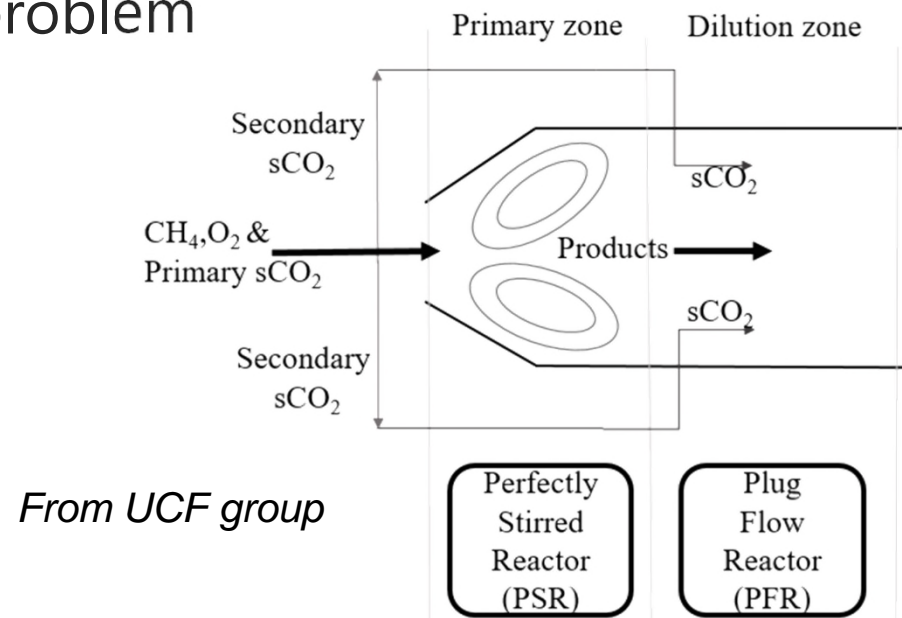 problem
Primary zone
Dilution zone
Secondary
sCO₂
sCO₂
CH₄,O₂ &
Primary sCO₂
Products
sCO₂
Secondary
sCO₂
From UCF group
Perfectly
Stirred
Reactor
(PSR)
Plug
Flow
Reactor
(PFR)